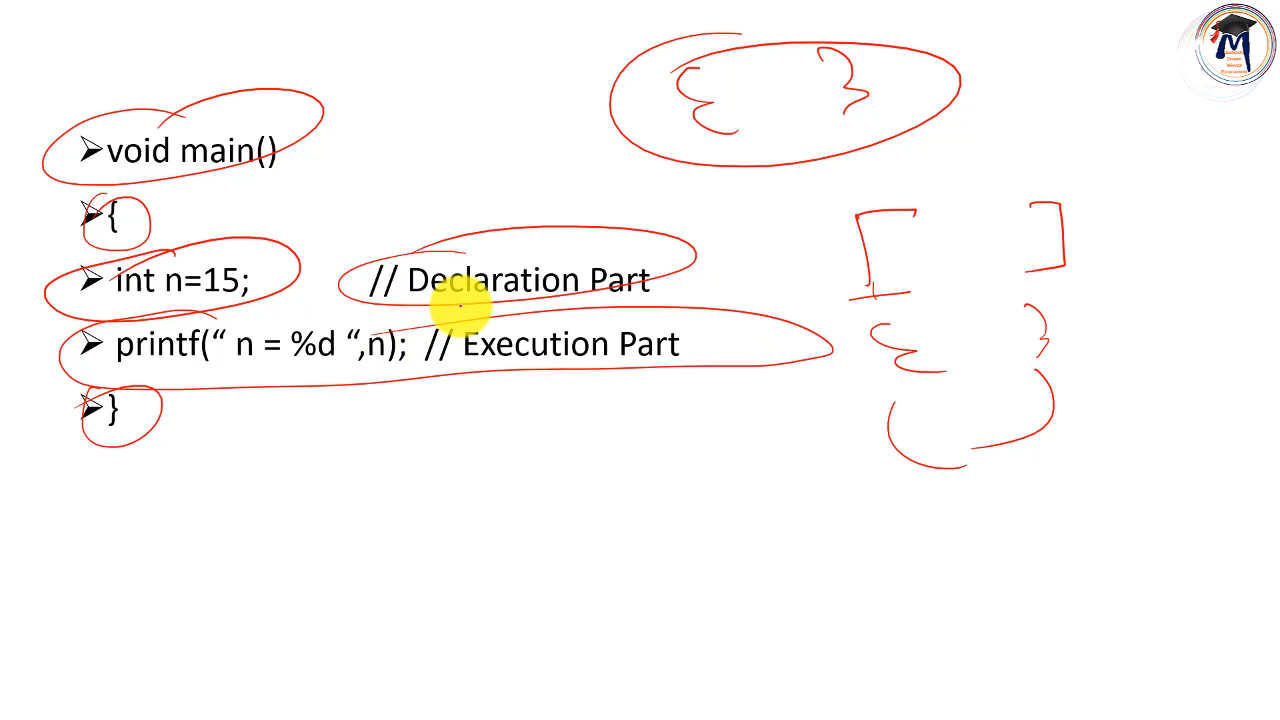 { }
➢void main()
➢{
➢ int n=15; // Declaration Part
➢ printf(“ n = %d “,n); // Execution Part
➢}
[ ]
{ }
( )
M